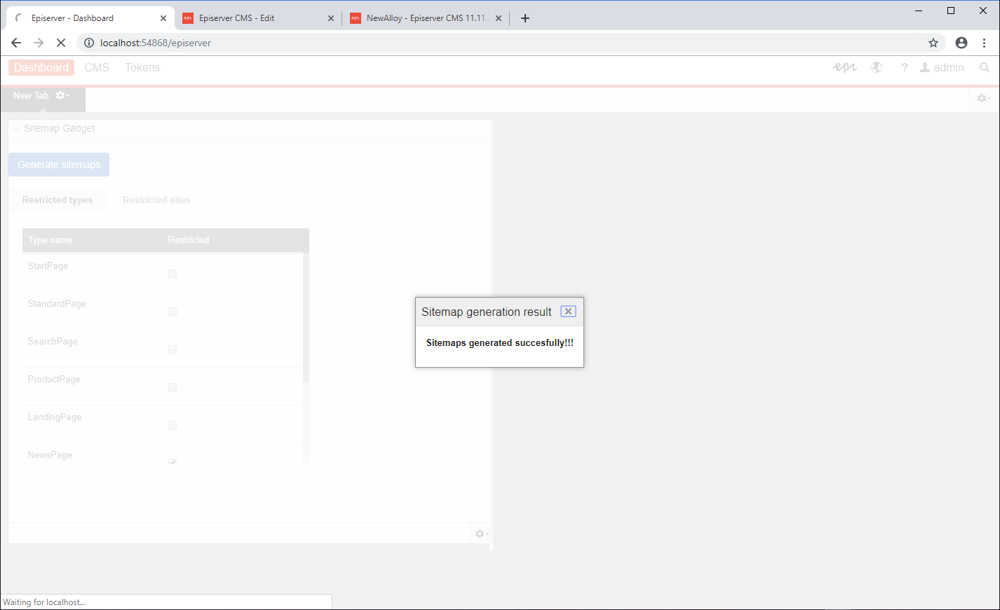 Episerver - Dashboard
Episerver CMS - Edit
NewAlloy - Episerver CMS 11.11.
localhost:54868/episerver
Dashboard CMS Tokens
epi ? admin
New Tab
Sitemap Gadget
Generate sitemaps
Restricted types Restricted sites
Type name Restricted
StartPage
StandardPage
SearchPage
ProductPage
LandingPage
NewsPage
Sitemap generation result
Sitemaps generated succesfully!!!
Waiting for localhost...